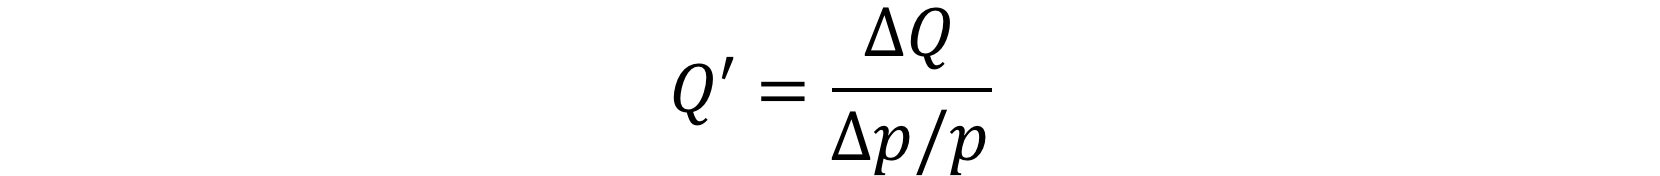 Q′ = ΔQ / (Δp/p)